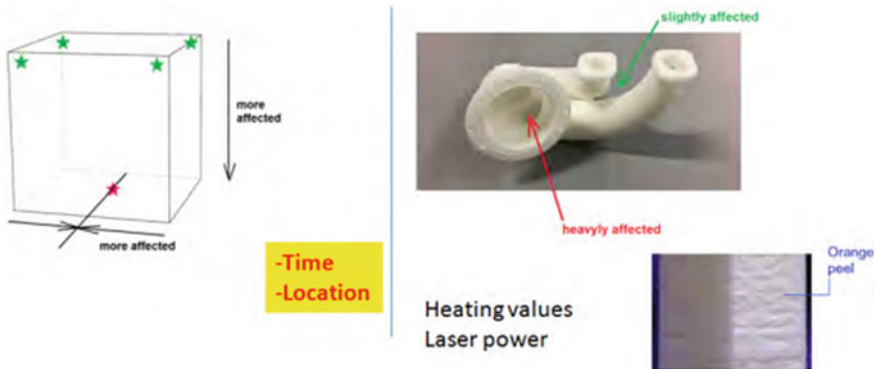 more
affected
more affected
-Time
-Location
slightly affected
heavyly affected
Heating values
Laser power
Orange
peel